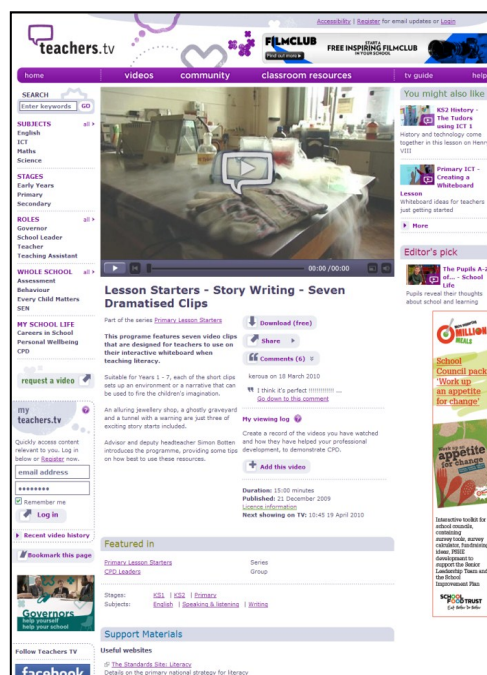 Accessibility | Register for email updates or Login
teachers.tv
FILMCLUB
Find out more
START A
FREE INSPIRING FILMCLUB
IN YOUR SCHOOL
home
videos
community
classroom resources
tv guide
help
SEARCH
Enter keywords GO
SUBJECTS all
English
ICT
Maths
Science
STAGES
Early Years
Primary
Secondary
ROLES all
Governor
School Leader
Teacher
Teaching Assistant
WHOLE SCHOOL all
Assessment
Behaviour
Every Child Matters
SEN
MY SCHOOL LIFE
Careers in School
Personal Wellbeing
CPD
request a video
my
teachers.tv
Quickly access content
relevant to you. Log in
below or Register now.
email address
Remember me
Log in
Recent video history
Bookmark this page
Governors
help yourself
help your school
Follow Teachers TV
facebook
00:00 /00:00
Lesson Starters - Story Writing - Seven
Dramatised Clips
Part of the series Primary Lesson Starters
This programme features seven video clips
that are designed for teachers to use on
their interactive whiteboard when
teaching literacy.
Suitable for Years 1 - 7, each of the short clips
sets up an environment or a narrative that can
be used to fire the children's imagination.
An alluring jewellery shop, a ghostly graveyard
and a tunnel with a warning are just three of
exciting story starts included.
Advisor and deputy headteacher Simon Botten
introduces the programme, providing some tips
on how best to use these resources.
Download (free)
Share
Comments (6)
keroua on 18 March 2010
I think it's perfect !!!!!!!!!!!!! ...
Go down to this comment
My viewing log
Create a record of the videos you have watched
and how they have helped your professional
development, to demonstrate CPD.
Add this video
Duration: 15:00 minutes
Published: 21 December 2009
Licence information
Next showing on TV: 10:45 19 April 2010
Featured in
Primary Lesson Starters Series
CPD Leaders Group
Stages: KS1 | KS2 | Primary
Subjects: English | Speaking & listening | Writing
Support Materials
Useful websites
The Standards Site: Literacy
Details on the primary national strategy for literacy
You might also like
KS2 History -
The Tudors
using ICT 1
History and technology come
together in this lesson on Henry
VIII
Primary ICT -
Creating a
Whiteboard
Lesson
Whiteboard ideas for teachers
just getting started
More
Editor's pick
The Pupils A-Z
of... - School
Life
Pupils reveal their thoughts
about school and learning
MILLION
MEALS
School
Council pack
'Work up
an appetite
for change'
Work up an
appetite
for change
Interactive toolkit for
school councils,
containing
survey tools, survey
calculator, fundraising
ideas, PSHE
development to
support the Senior
Leadership Team and
the School
Improvement Plan
SCHOOL
FOOD TRUST
Eat Better Do Better